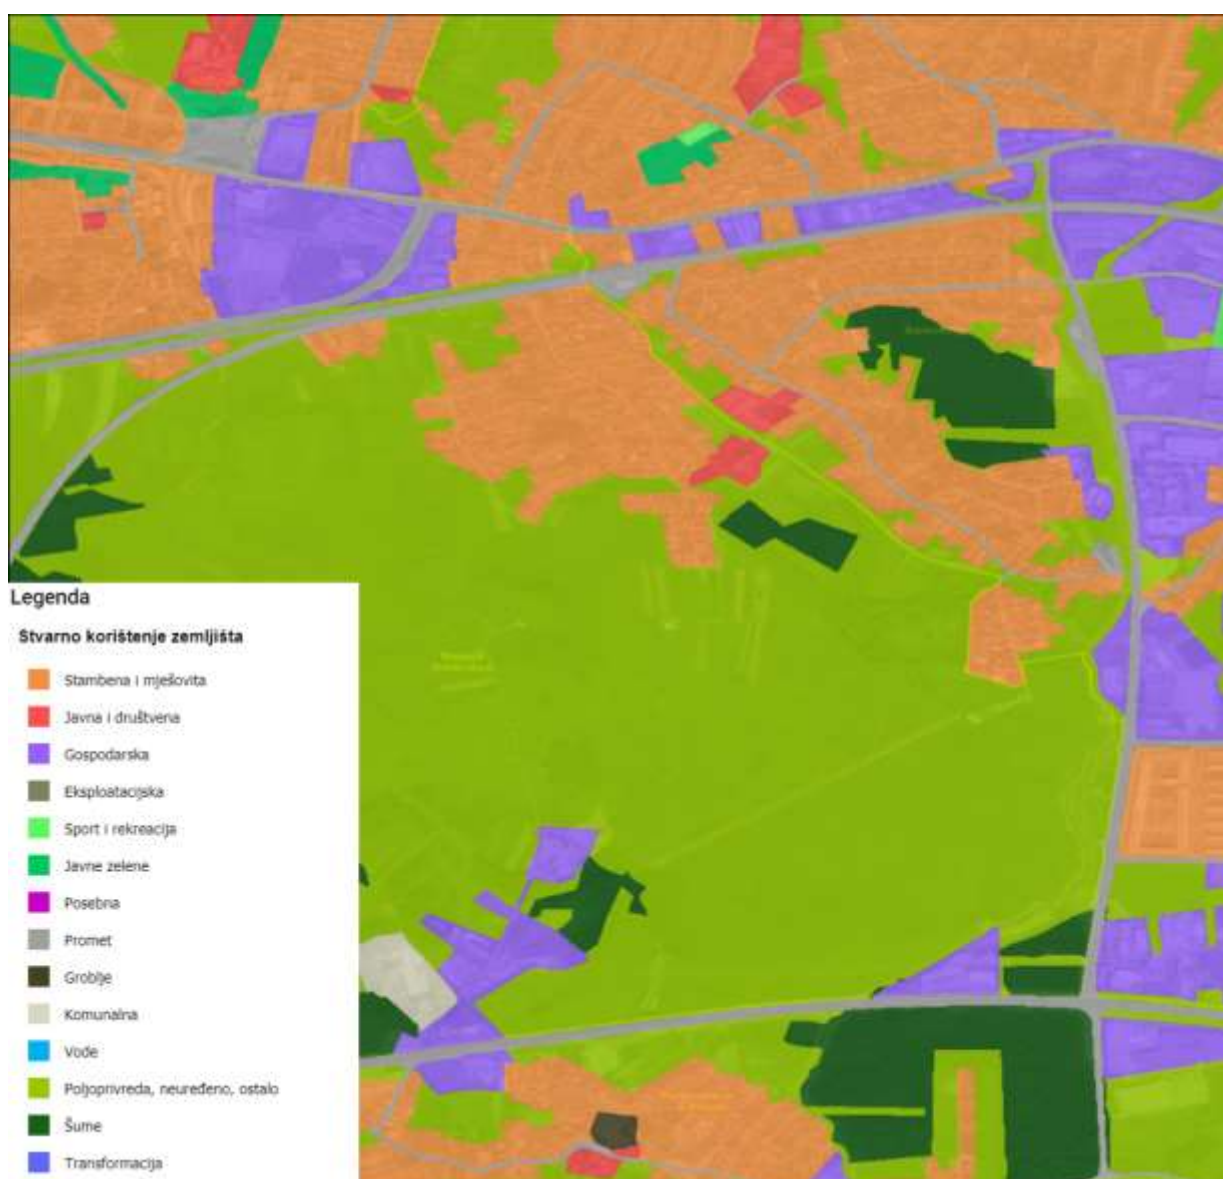 Legenda
Stvarno korištenje zemljišta
Stambena i mješovita
Javna i društvena
Gospodarska
Eksploatacijska
Sport i rekreacija
Javne zelene
Posebna
Promet
Groblje
Komunalna
Vode
Poljoprivreda, neuređeno, ostalo
Šume
Transformacija